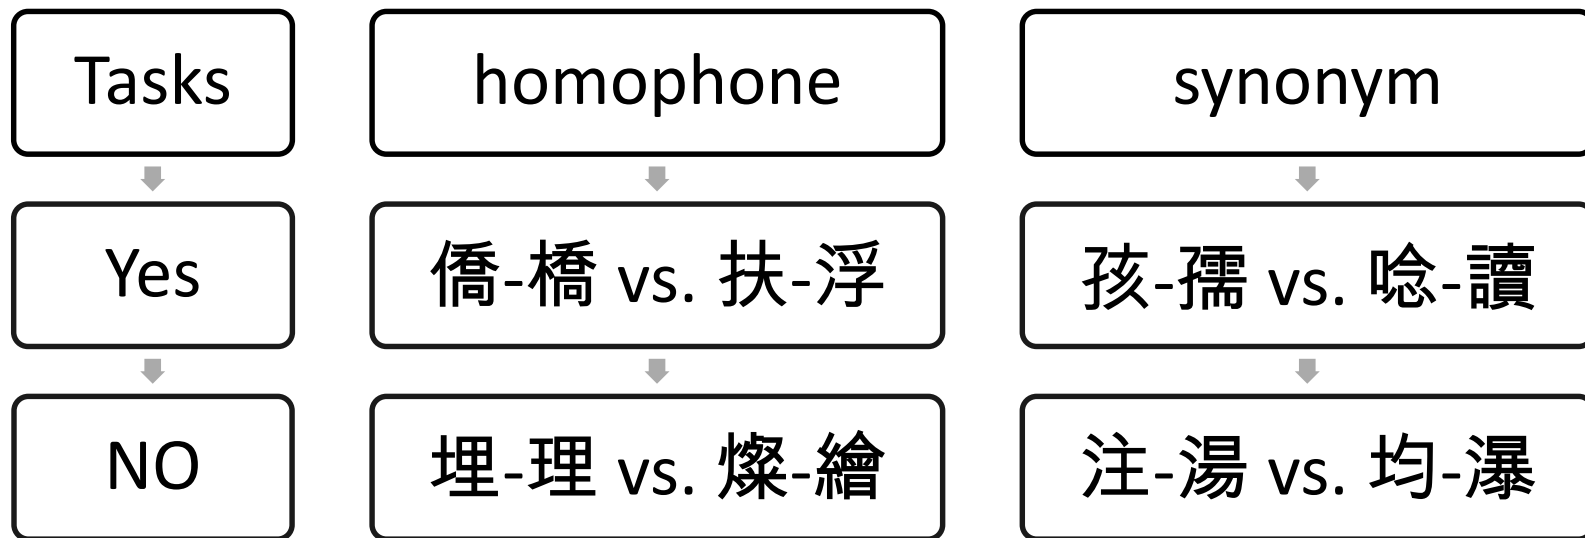 Tasks
homophone
synonym
Yes
僑-橋 vs. 扶-浮
孩-孺 vs. 唸-讀
NO
埋-理 vs. 燦-繪
注-湯 vs. 均-瀑